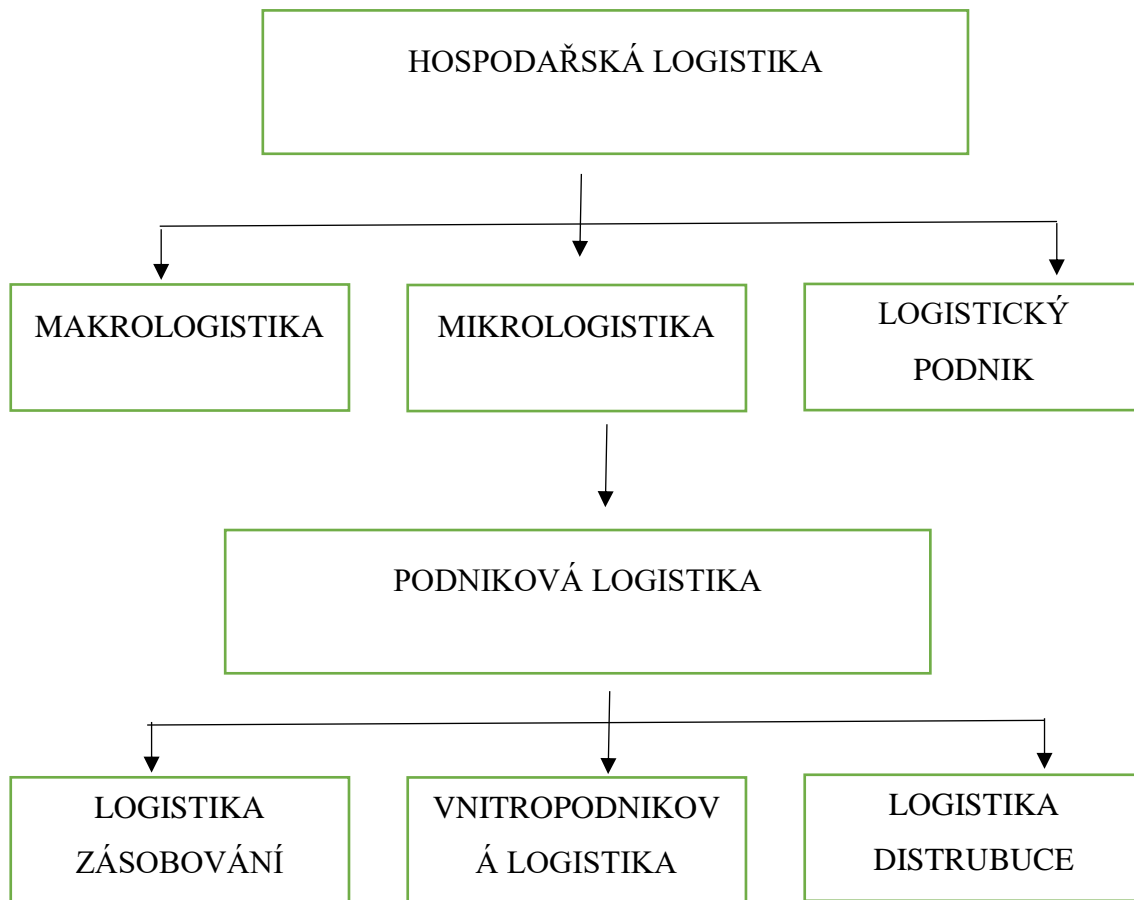 HOSPODAŘSKÁ LOGISTIKA
MAKROLOGISTIKA
MIKROLOGISTIKA
LOGISTICKÝ
PODNIK
PODNIKOVÁ LOGISTIKA
LOGISTIKA
ZÁSOBOVÁNÍ
VNITROPODNIKOV
Á LOGISTIKA
LOGISTIKA
DISTRUBUCE